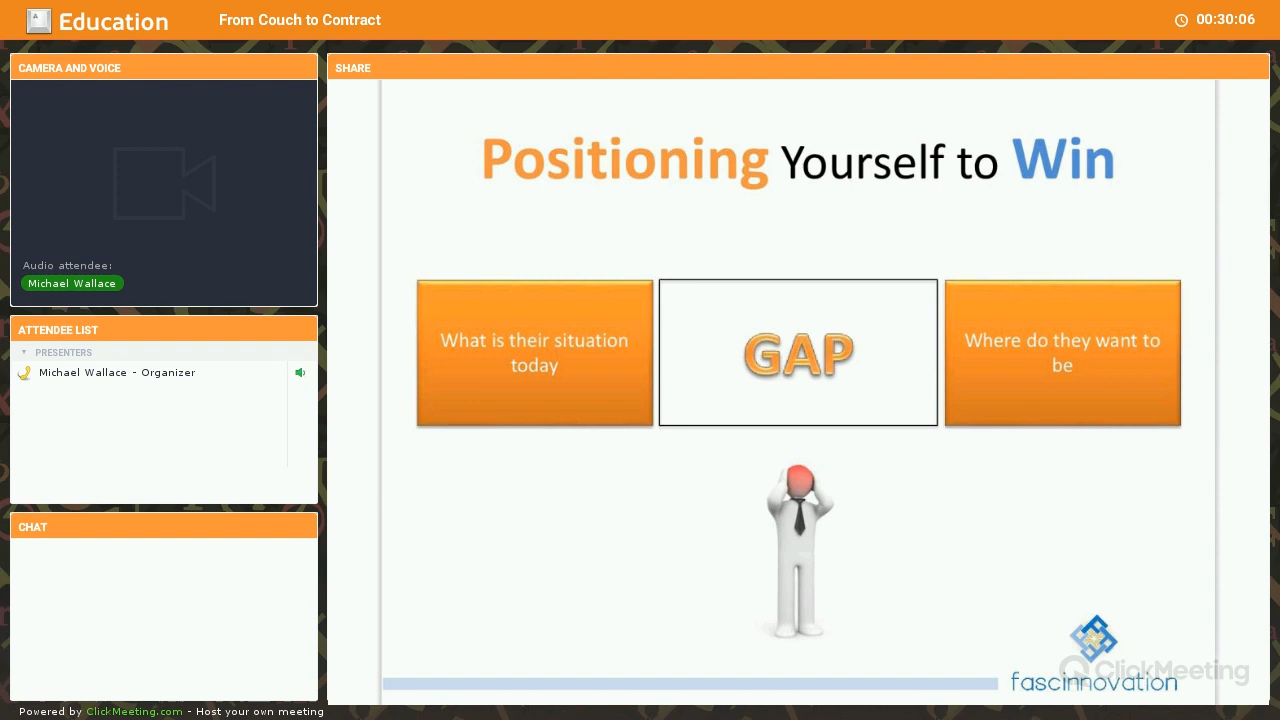 Education
From Couch to Contract
00:30:06
CAMERA AND VOICE
Audio attendee:
Michael Wallace
ATTENDEE LIST
PRESENTERS
Michael Wallace - Organizer
CHAT
Powered by ClickMeeting.com - Host your own meeting
SHARE
Positioning Yourself to Win
What is their situation
today
GAP
Where do they want to
be
ClickMeeting
fascinnovation